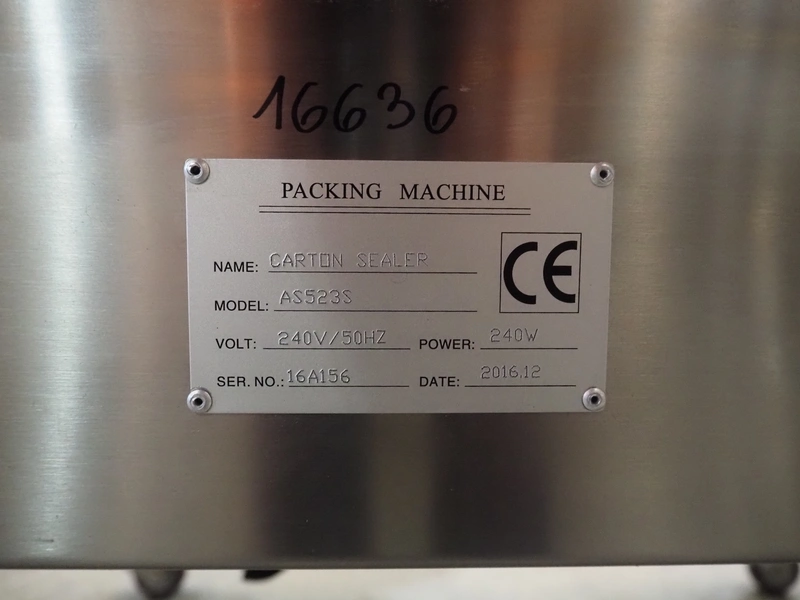 16636
PACKING MACHINE
CE
NAME: CARTON SEALER
MODEL: AS523S
VOLT: 240V/50HZ POWER: 240W
SER. NO.: 16A156 DATE: 2016.12